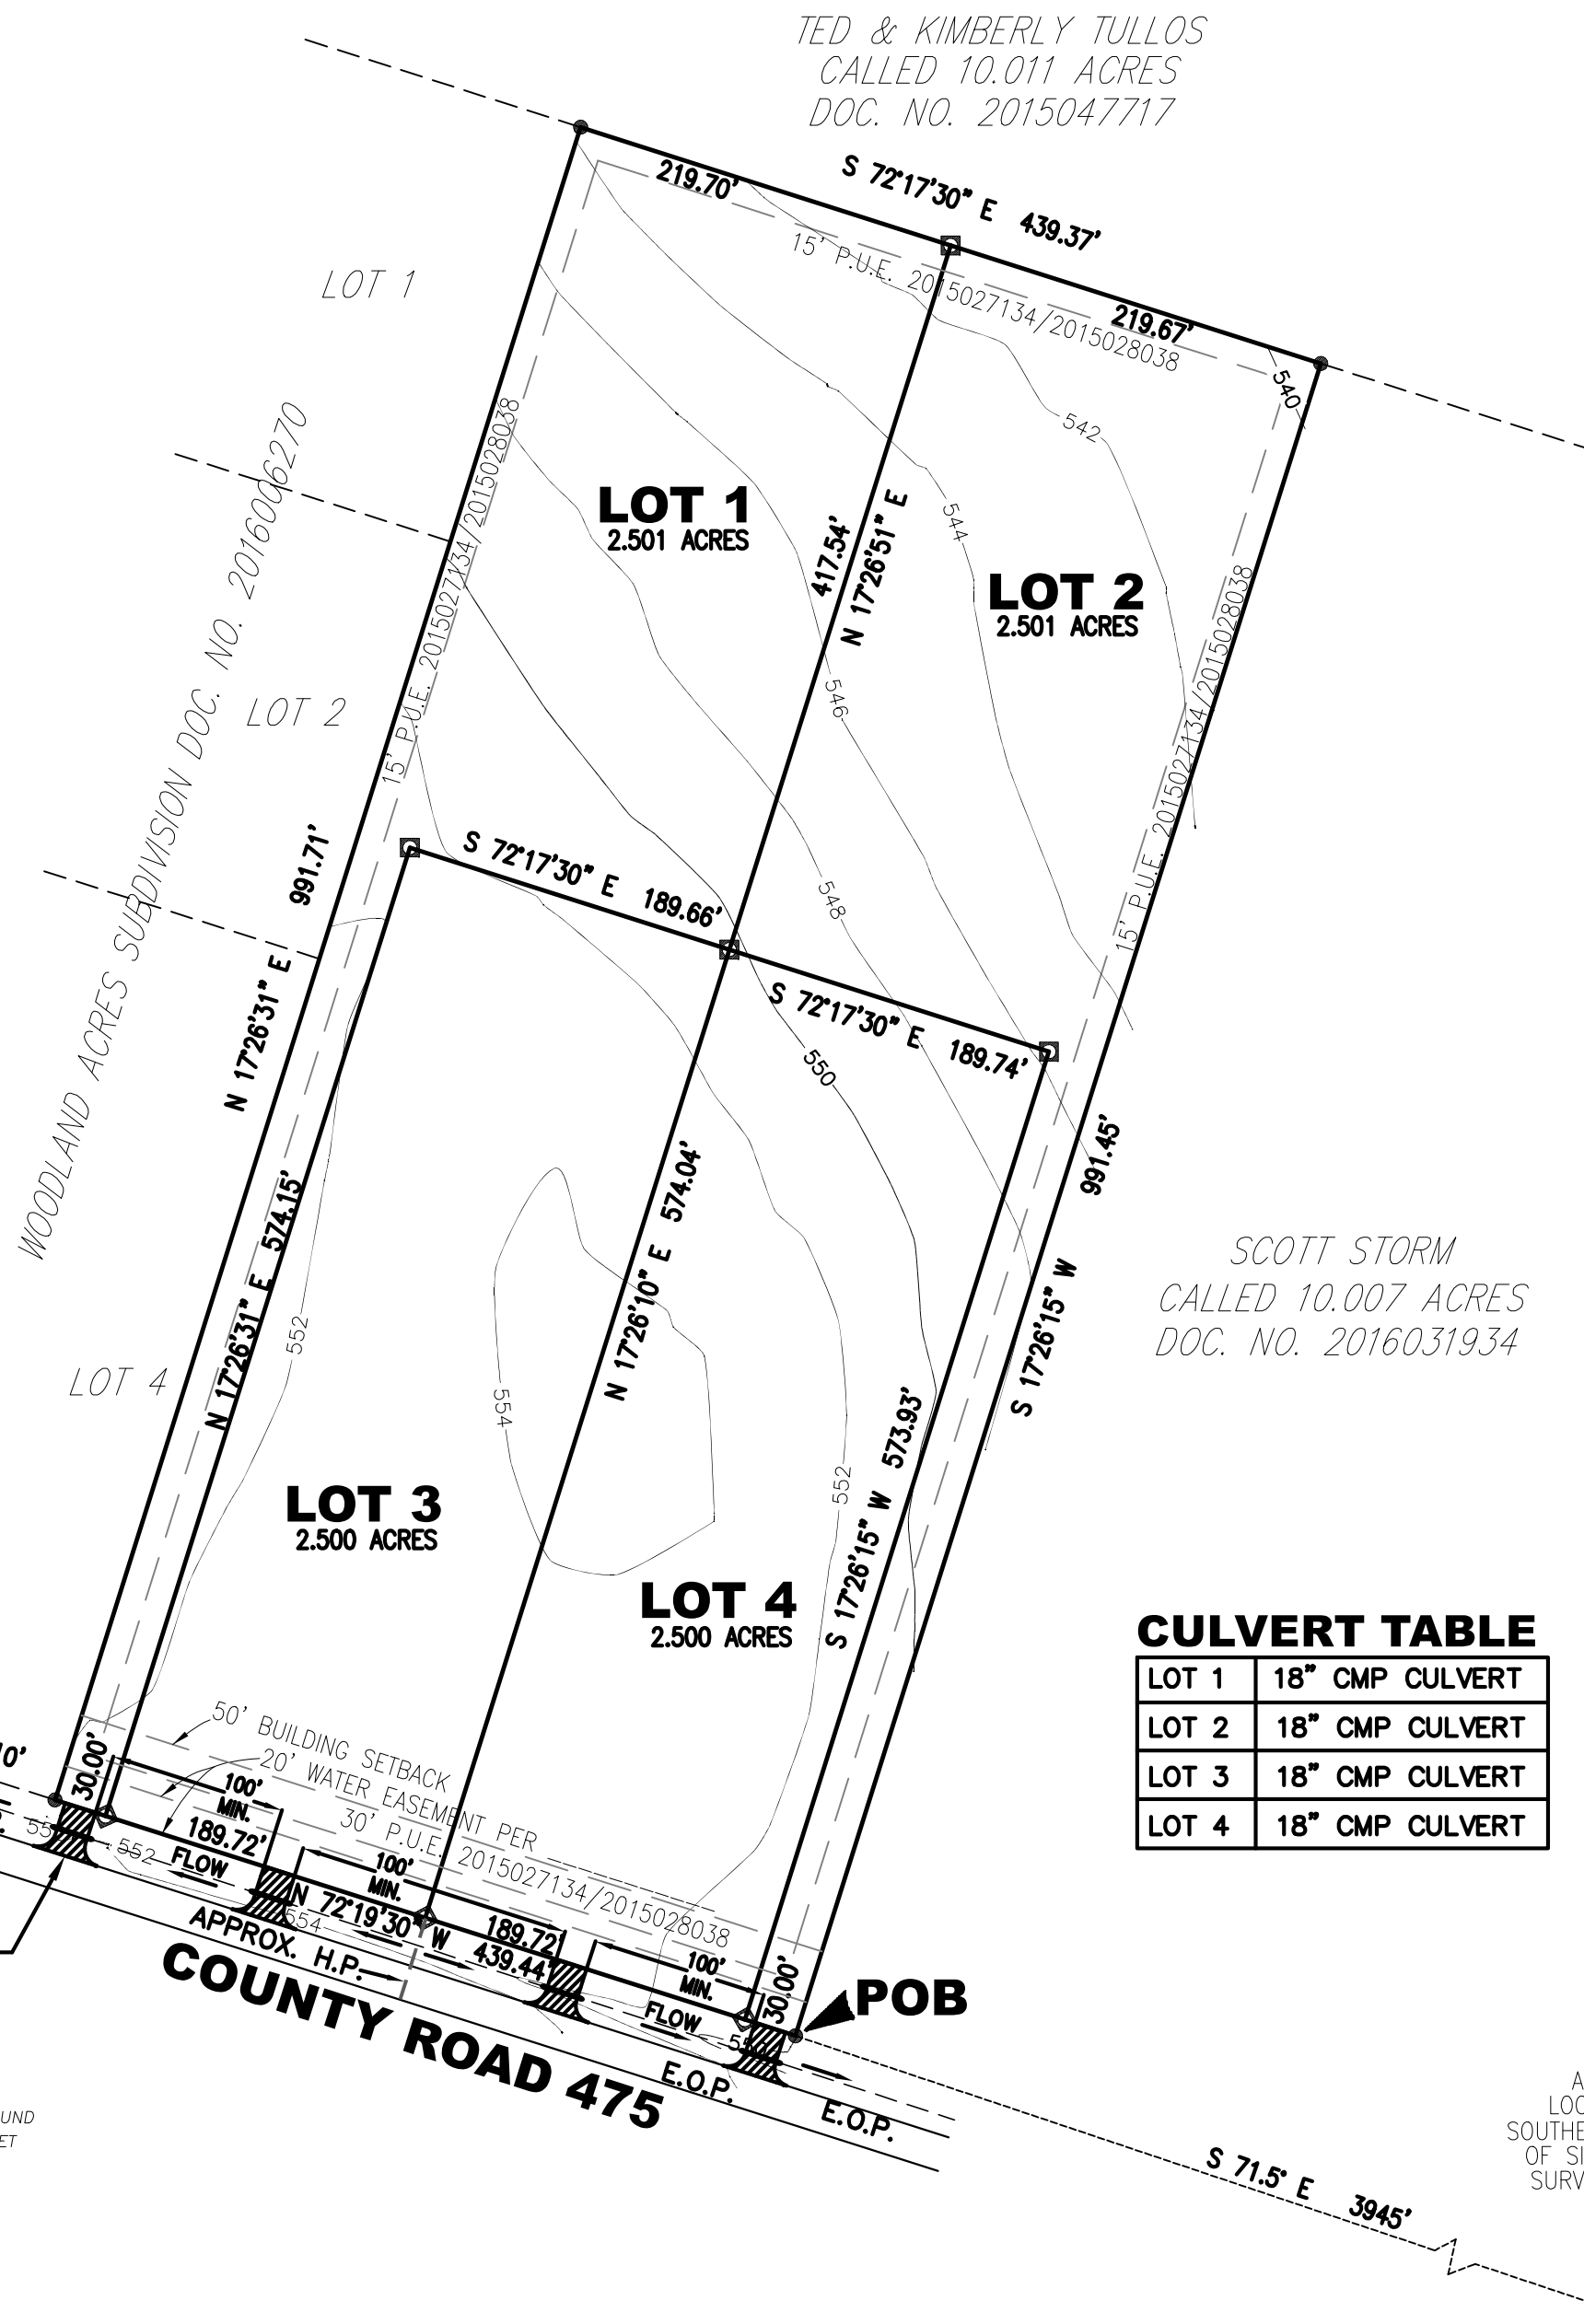 TED & KIMBERLY TULLOS
CALLED 10.011 ACRES
DOC. NO. 2015047717
219.70'
S 72°17'30" E 439.37'
15' P.U.E. 2015027134/2015028038
219.67'
540
LOT 1
542
WOODLAND ACRES SUBDIVISION DOC. NO. 2016006270
15' P.U.E. 2015027134/2015028038
LOT 1
2.501 ACRES
417.54'
N 17°26'51" E
544
LOT 2
2.501 ACRES
15' P.U.E. 2015027134/2015028038
LOT 2
546
548
991.71'
N 17°26'31" E
S 72°17'30" E 189.66'
S 72°17'30" E 189.74'
550
991.45'
S 17°26'15" W
N 17°26'31" E 574.15'
N 17°26'10" E 574.04'
SCOTT STORM
CALLED 10.007 ACRES
DOC. NO. 2016031934
552
LOT 4
554
S 17°26'15" W 573.93'
552
LOT 3
2.500 ACRES
LOT 4
2.500 ACRES
CULVERT TABLE
LOT 1 18" CMP CULVERT
LOT 2 18" CMP CULVERT
LOT 3 18" CMP CULVERT
LOT 4 18" CMP CULVERT
50' BUILDING SETBACK
20' WATER EASEMENT PER
30' P.U.E. 2015027134/2015028038
0'
30.00'
100'
MIN.
189.72'
FLOW
552
100'
MIN.
N 72°19'30" W 439.44'
189.72'
554
100'
MIN.
30.00'
FLOW
POB
APPROX. H.P.
COUNTY ROAD 475
E.O.P.
E.O.P.
S 71.5° E 3945'
UND
ET
A
LOC
SOUTHE
OF SI
SURV